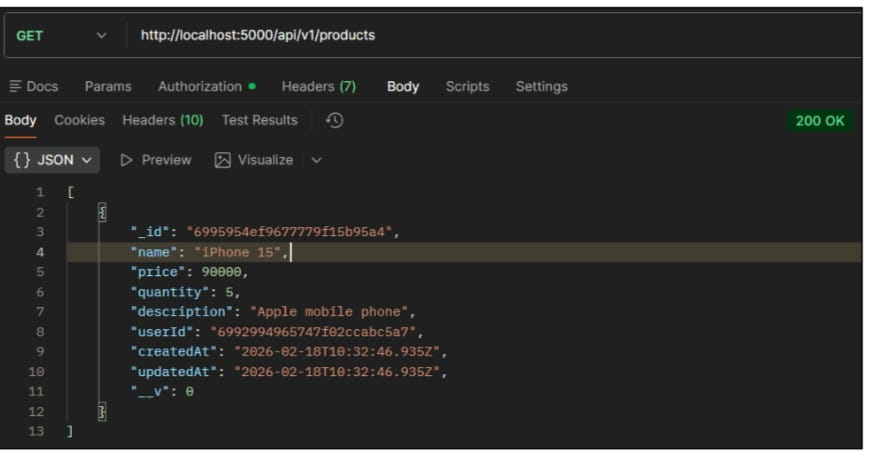 GET http://localhost:5000/api/v1/products
Docs Params Authorization Headers (7) Body Scripts Settings
Body Cookies Headers (10) Test Results 200 OK
{} JSON Preview Visualize
1 [
2 {
3 "_id": "6995954ef9677779f15b95a4",
4 "name": "iPhone 15",
5 "price": 90000,
6 "quantity": 5,
7 "description": "Apple mobile phone",
8 "userId": "6992994965747f02ccabc5a7",
9 "createdAt": "2026-02-18T10:32:46.935Z",
10 "updatedAt": "2026-02-18T10:32:46.935Z",
11 "__v": 0
12 }
13 ]